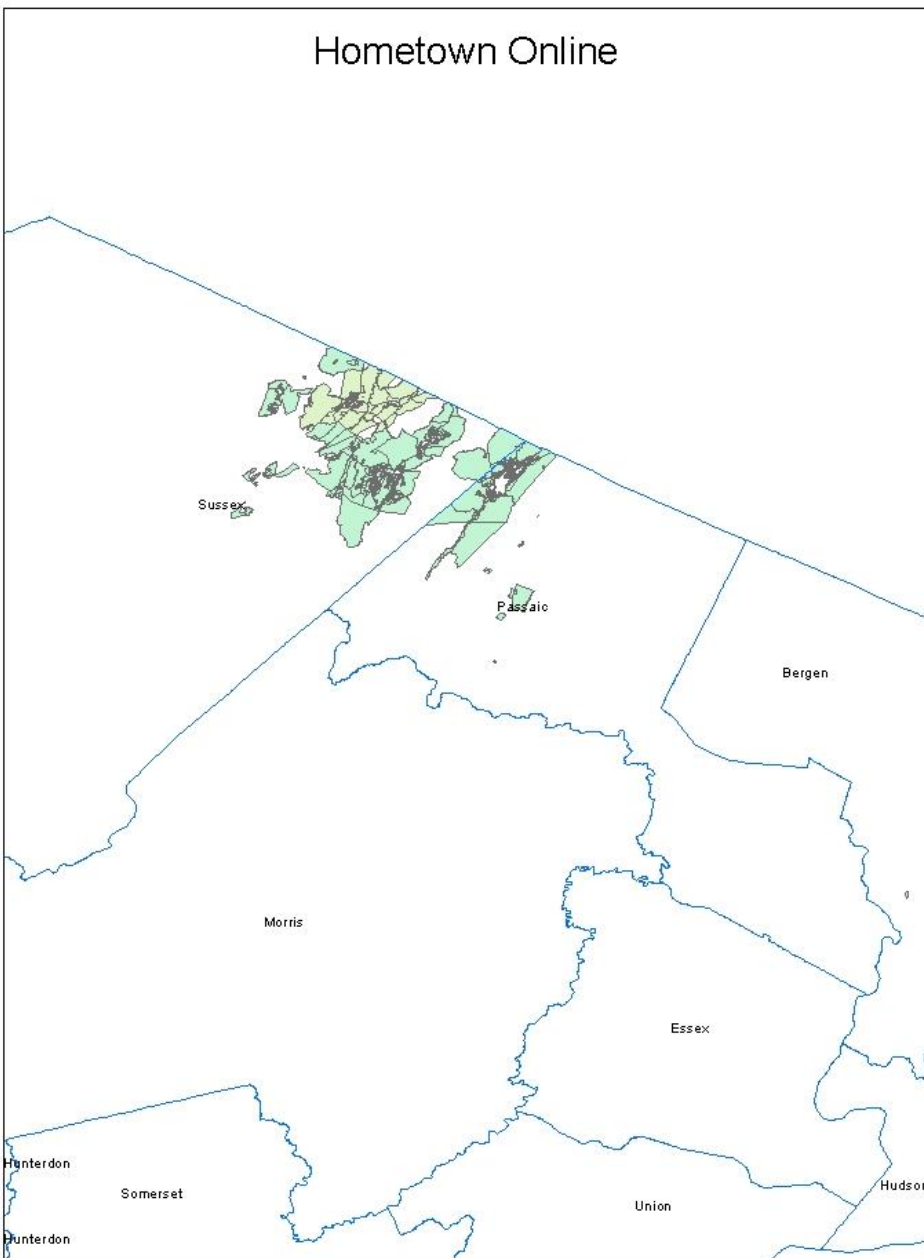 Hometown Online
Sussex
Passaic
Bergen
Morris
Essex
Hunterdon
Somerset
Hudson
Union
Hunterdon